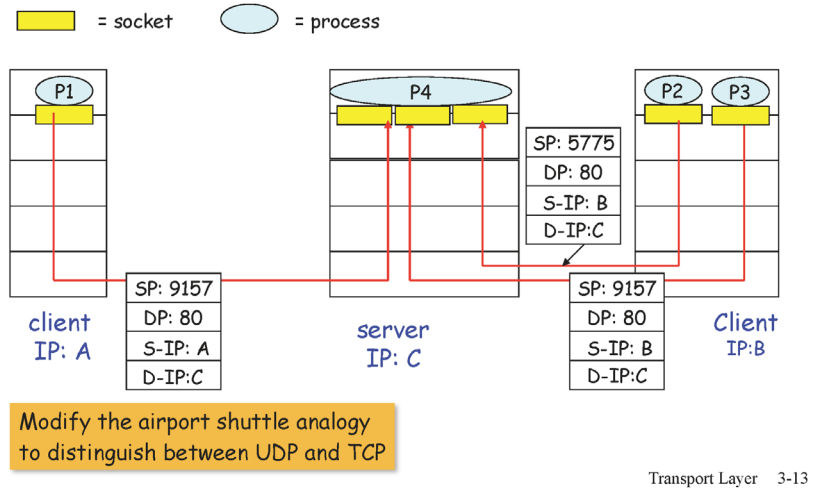 = socket
= process
P1
P4
P2
P3
SP: 5775
DP: 80
S-IP: B
D-IP:C
SP: 9157
DP: 80
S-IP: A
D-IP:C
SP: 9157
DP: 80
S-IP: B
D-IP:C
client
IP: A
server
IP: C
Client
IP:B
Modify the airport shuttle analogy
to distinguish between UDP and TCP
Transport Layer 3-13